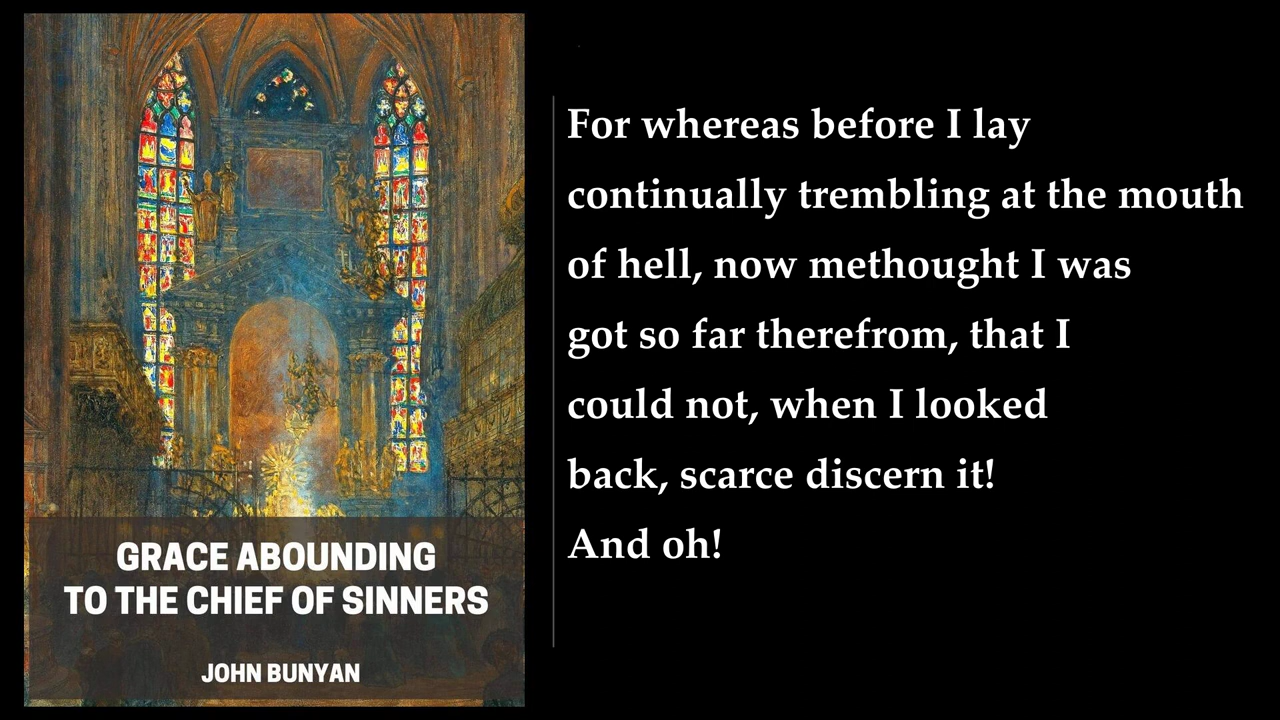 GRACE ABOUNDING
TO THE CHIEF OF SINNERS
JOHN BUNYAN
For whereas before I lay
continually trembling at the mouth
of hell, now methought I was
got so far therefrom, that I
could not, when I looked
back, scarce discern it!
And oh!